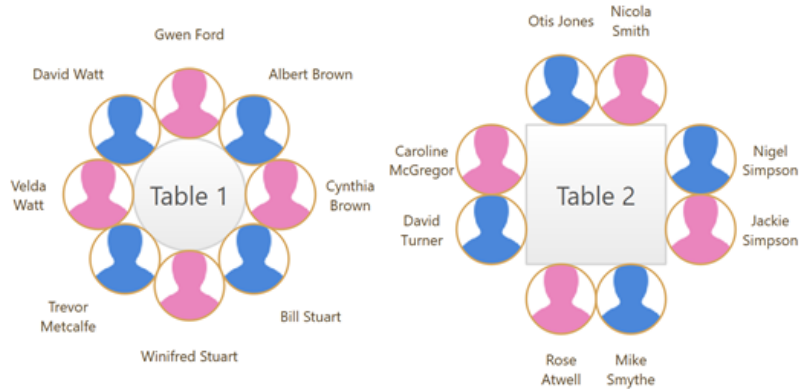 Gwen Ford
David Watt
Albert Brown
Velda
Watt
Table 1
Cynthia
Brown
Trevor
Metcalfe
Bill Stuart
Winifred Stuart
Otis Jones
Nicola
Smith
Caroline
McGregor
Nigel
Simpson
Table 2
David
Turner
Jackie
Simpson
Rose
Atwell
Mike
Smythe